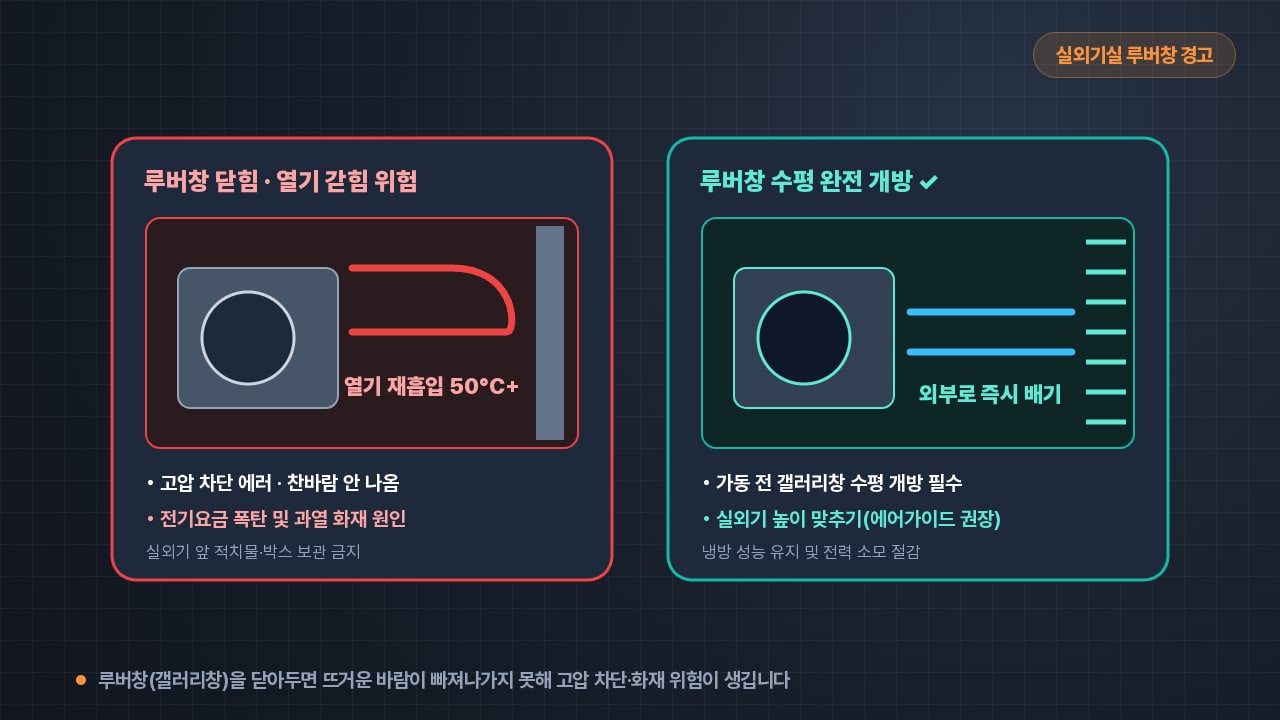 실외기실 루버창 경고
루버창 닫힘 · 열기 갇힘 위험
열기 재흡입 50°C+
• 고압 차단 에러 · 찬바람 안 나옴
• 전기요금 폭탄 및 과열 화재 원인
실외기 앞 적치물·박스 보관 금지
루버창 수평 완전 개방 ✔
외부로 즉시 배기
• 가동 전 갤러리창 수평 개방 필수
• 실외기 높이 맞추기(에어가이드 권장)
냉방 성능 유지 및 전력 소모 절감
루버창(갤러리창)을 닫아두면 뜨거운 바람이 빠져나가지 못해 고압 차단·화재 위험이 생깁니다